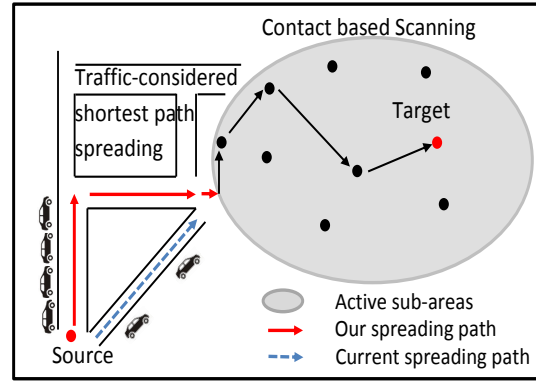 Contact based Scanning
Traffic-considered
shortest path
spreading
Target
Source
Active sub-areas
Our spreading path
Current spreading path